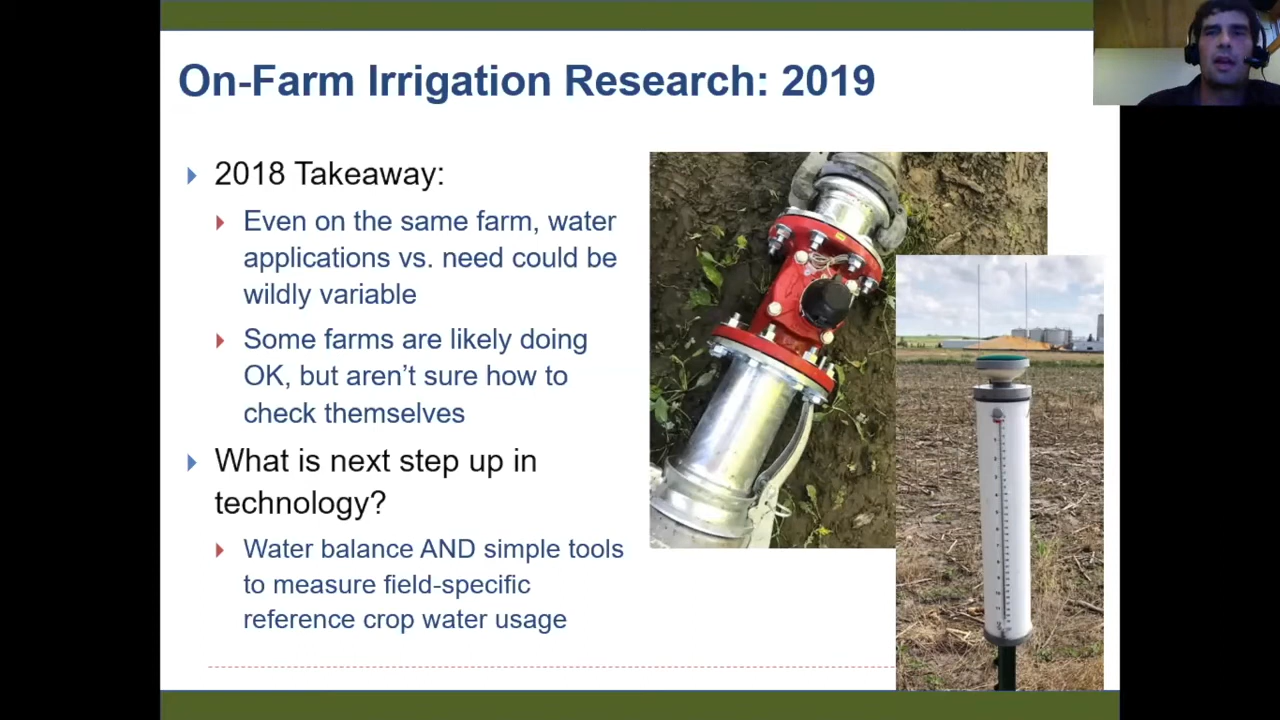 On-Farm Irrigation Research: 2019
2018 Takeaway:
Even on the same farm, water
applications vs. need could be
wildly variable
Some farms are likely doing
OK, but aren’t sure how to
check themselves
What is next step up in
technology?
Water balance AND simple tools
to measure field-specific
reference crop water usage